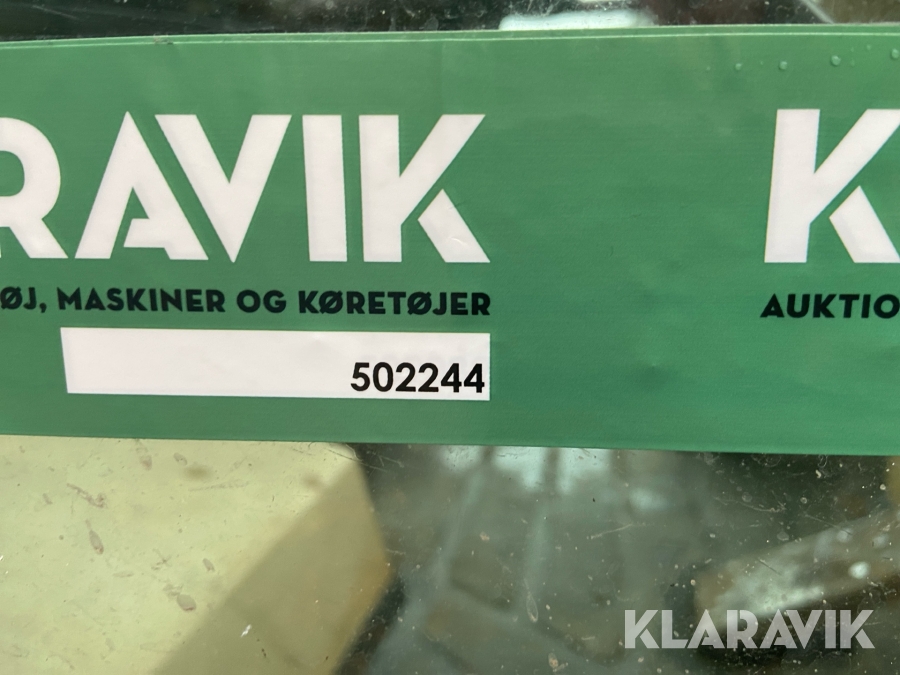 RAVIK
K
ØJ, MASKINER OG KØRETØJER
AUKTIO
502244
KLARAVIK